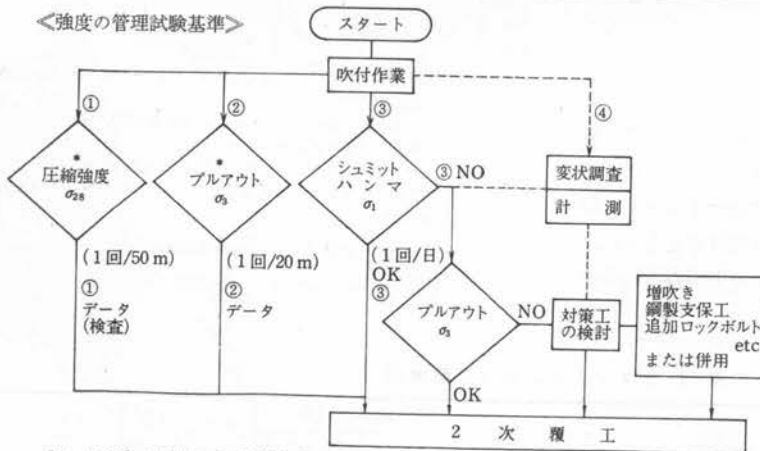 ≪強度の管理試験基準≫
スタート
吹付作業
①
②
③
④
*
圧縮強度
σ28
*
プルアウト
σ3
シュミット
ハンマ
σ1
③ NO
変状調査
計 測
(1回/50 m)
①
データ
(検査)
(1回/20 m)
②
データ
(1回/日)
OK
③
プルアウト
σ3
NO
対策工
の検討
増吹き
鋼製支保工
追加ロックボルト
etc
または併用
OK
2 次 覆 工